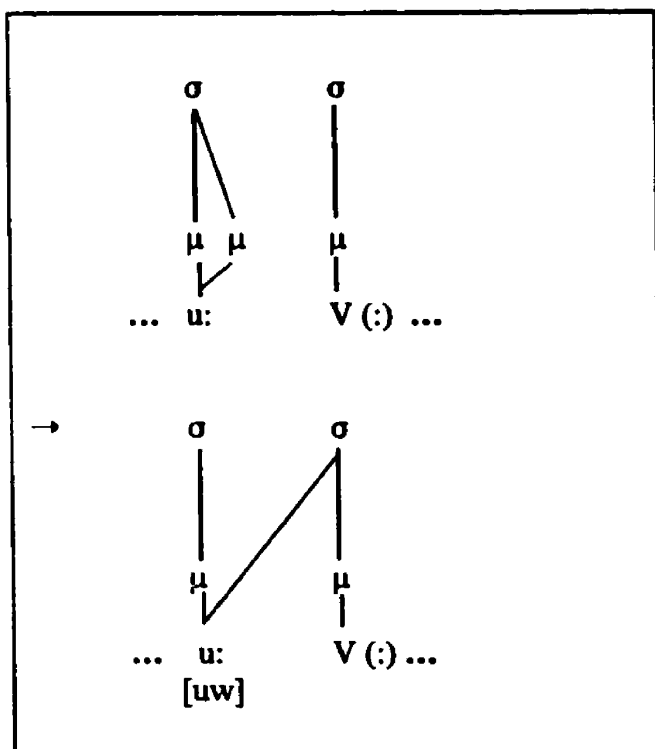 σ σ
μ μ μ
... u: V (:) ...
→ σ σ
μ μ
... u: V (:) ...
[uw]